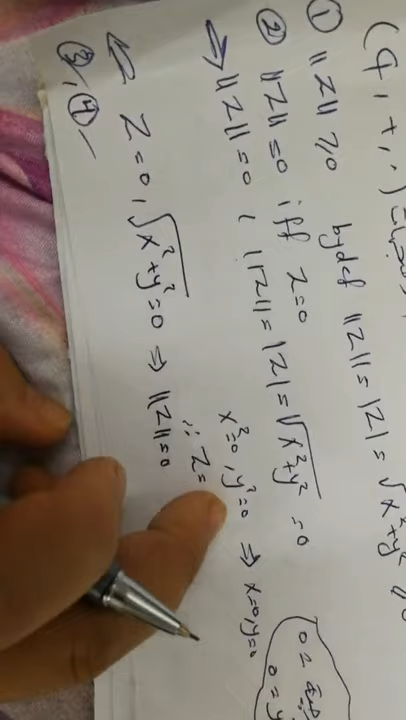 (¢, +, .)
① ||Z|| ≥0 by def ||Z|| = |Z| = √x²+y²
② ||Z|| = 0 iff Z=0
⇒ ||Z|| = 0 , ||Z|| = |Z| = √x²+y² = 0
x²=0, y²=0 ⇒ x=0, y=0
∴ Z=
⇐ Z=0, √x²+y²=0 ⇒ ||Z||=0
③, ④